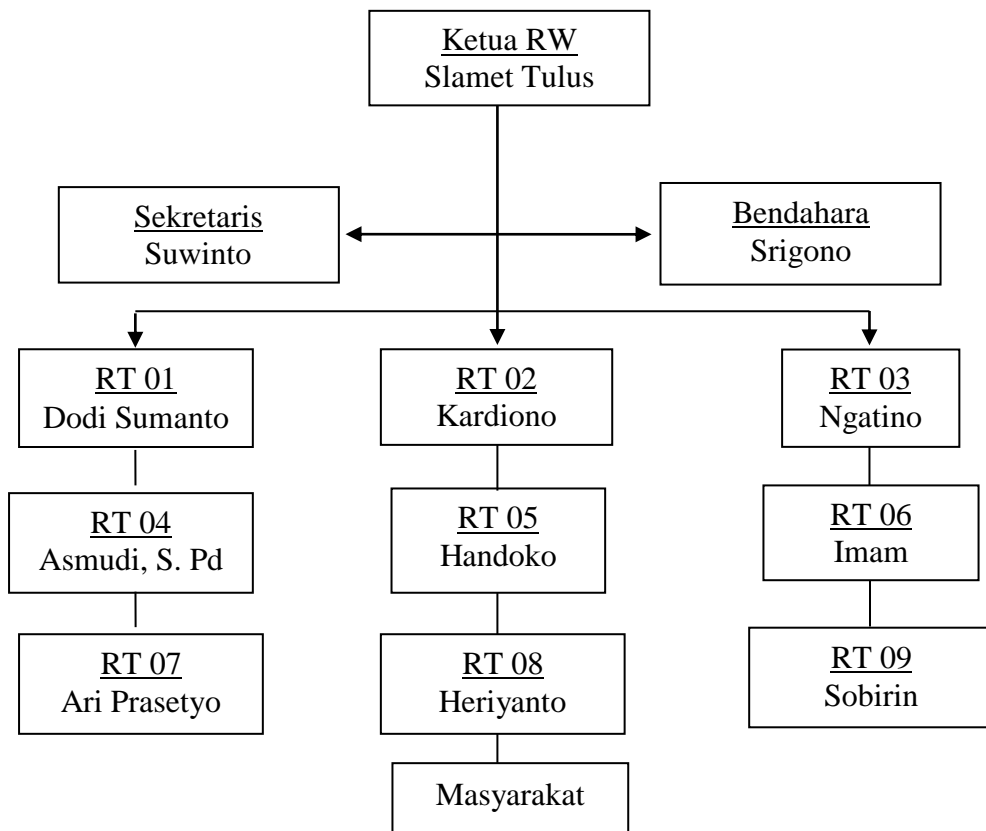 Ketua RW
Slamet Tulus
Sekretaris
Suwinto
Bendahara
Srigono
RT 01
Dodi Sumanto
RT 02
Kardiono
RT 03
Ngatino
RT 04
Asmudi, S. Pd
RT 05
Handoko
RT 06
Imam
RT 07
Ari Prasetyo
RT 08
Heriyanto
RT 09
Sobirin
Masyarakat